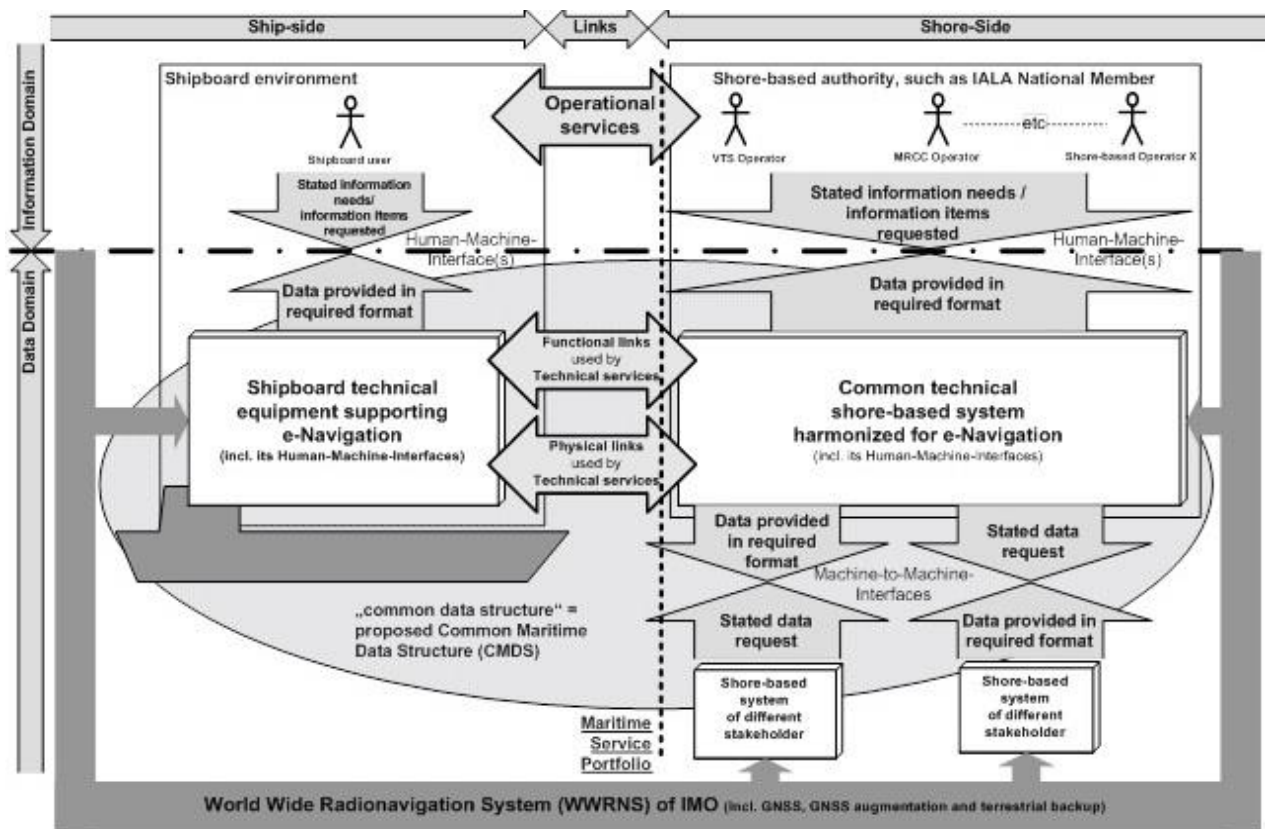 Ship-side
Links
Shore-Side
Information Domain
Data Domain
Shipboard environment
Shipboard user
Stated information
needs/
information items
requested
Human-Machine-
Interface(s)
Data provided in
required format
Shipboard technical
equipment supporting
e-Navigation
(incl. its Human-Machine-Interfaces)
Operational
services
Functional links
used by
Technical services
Physical links
used by
Technical services
Shore-based authority, such as IALA National Member
VTS Operator
MRCC Operator
etc
Shore-based Operator X
Stated information needs /
information items
requested
Human-Machine-
Interface(s)
Data provided in
required format
Common technical
shore-based system
harmonized for e-Navigation
(incl. its Human-Machine-Interfaces)
Data provided
in required
format
Stated data
request
Machine-to-Machine-
Interfaces
Stated data
request
Data provided in
required format
„common data structure“ =
proposed Common Maritime
Data Structure (CMDS)
Shore-based
system
of different
stakeholder
Shore-based
system
of different
stakeholder
Maritime
Service
Portfolio
World Wide Radionavigation System (WWRNS) of IMO (incl. GNSS, GNSS augmentation and terrestrial backup)